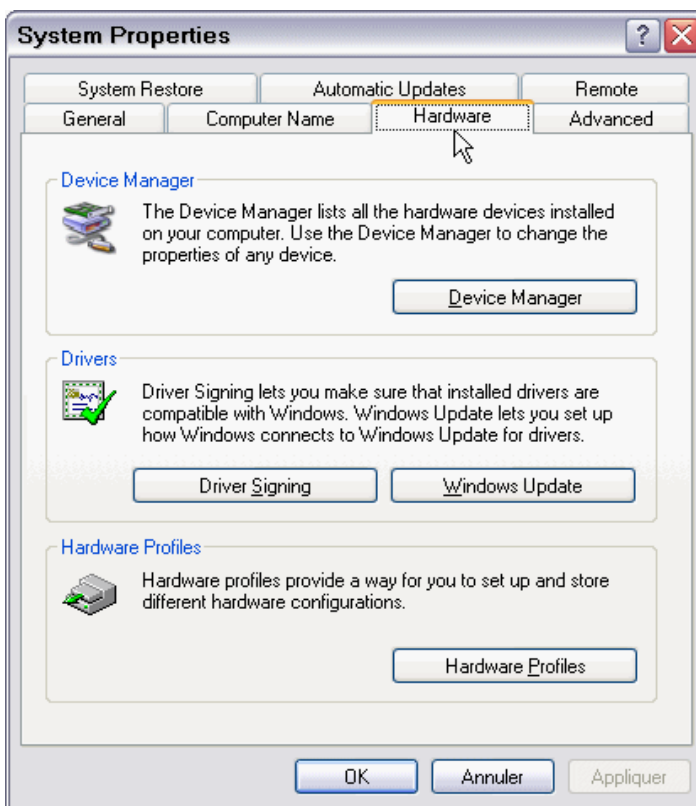 System Properties
System Restore Automatic Updates Remote
General Computer Name Hardware Advanced
Device Manager
The Device Manager lists all the hardware devices installed
on your computer. Use the Device Manager to change the
properties of any device.
Device Manager
Drivers
Driver Signing lets you make sure that installed drivers are
compatible with Windows. Windows Update lets you set up
how Windows connects to Windows Update for drivers.
Driver Signing Windows Update
Hardware Profiles
Hardware profiles provide a way for you to set up and store
different hardware configurations.
Hardware Profiles
OK Annuler Appliquer